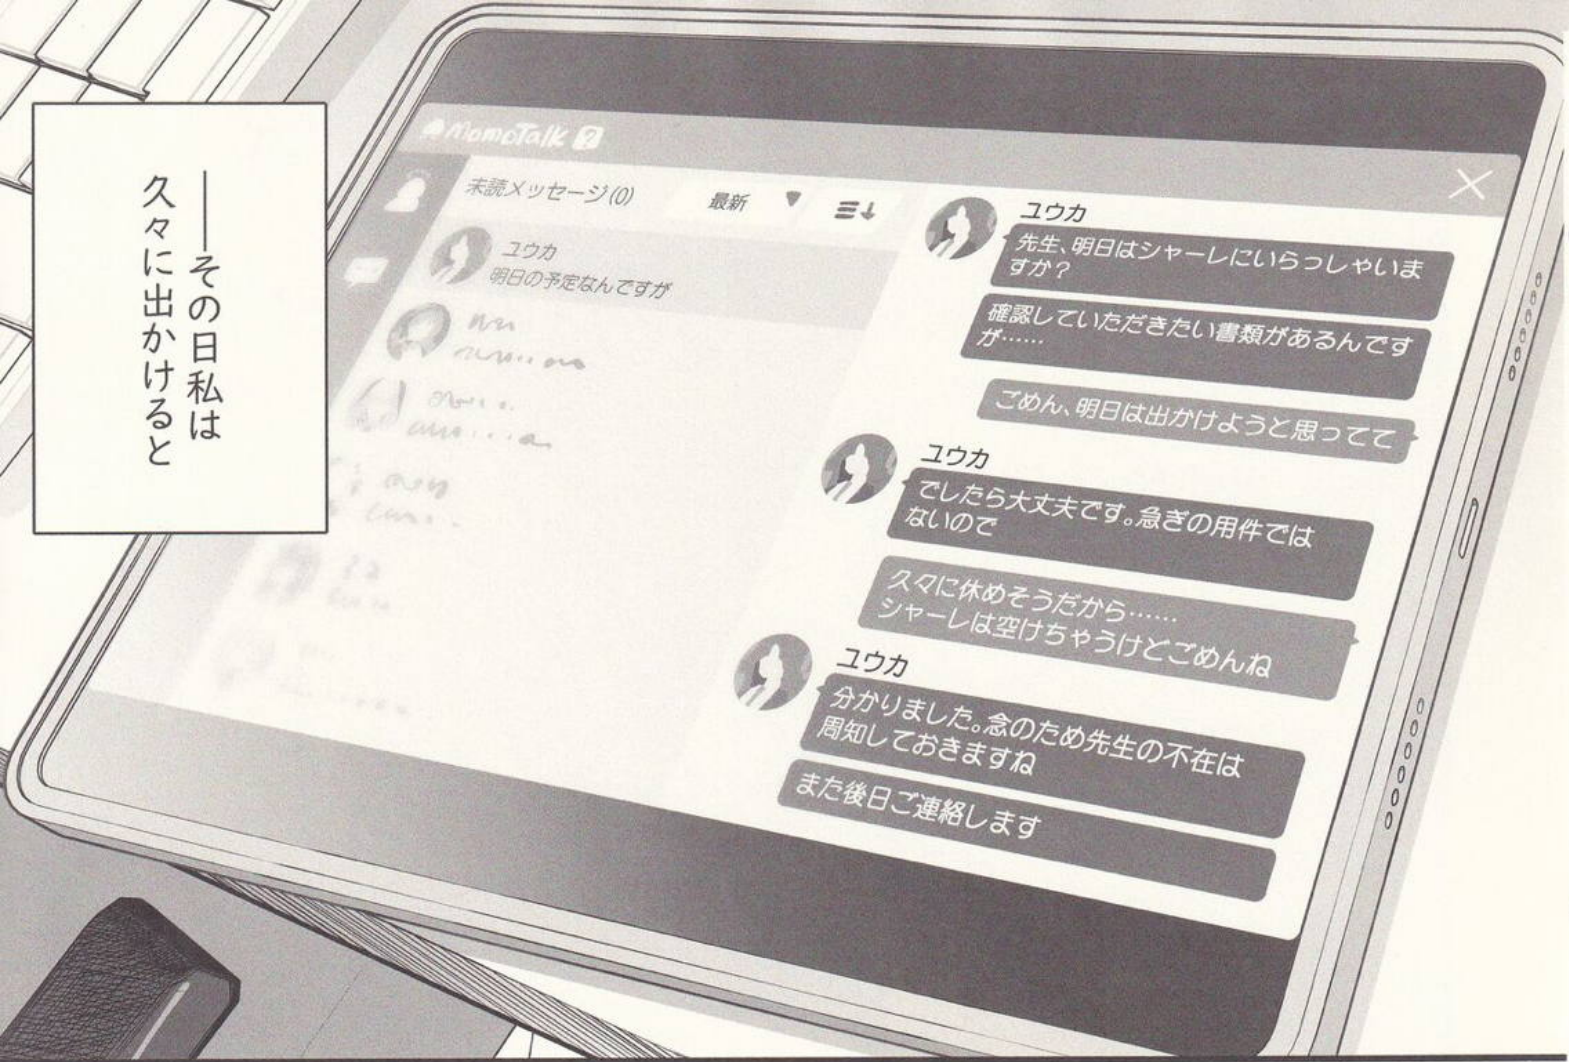 ――その日私は
久々に出かけると
MomoTalk ?
未読メッセージ(0)
最新
ユウカ
明日の予定なんですが
ユウカ
先生、明日はシャーレにいらっしゃいま
すか？
確認していただきたい書類があるんです
が……
ごめん、明日は出かけようと思ってて
ユウカ
でしたら大丈夫です。急ぎの用件では
ないので
久々に休めそうだから……
シャーレは空けちゃうけどごめんね
ユウカ
分かりました。念のため先生の不在は
周知しておきますね
また後日ご連絡します